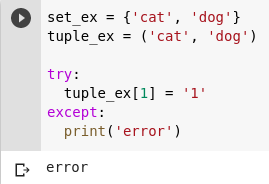 set_ex = {'cat', 'dog'}
tuple_ex = ('cat', 'dog')
try:
  tuple_ex[1] = '1'
except:
  print('error')
error